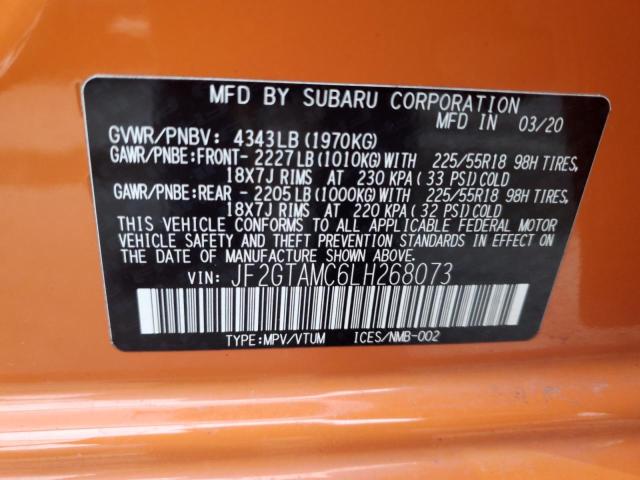 MFD BY SUBARU CORPORATION
MFD IN 03/20
GVWR/PNBV: 4343LB (1970KG)
GAWR/PNBE:FRONT- 2227LB (1010KG)WITH 225/55R18 98H TIRES,
18X7J RIMS AT 230 KPA (33 PSI) COLD
GAWR/PNBE:REAR - 2205LB (1000KG)WITH 225/55R18 98H TIRES,
18X7J RIMS AT 220 KPA (32 PSI) COLD
THIS VEHICLE CONFORMS TO ALL APPLICABLE FEDERAL MOTOR
VEHICLE SAFETY AND THEFT PREVENTION STANDARDS IN EFFECT ON
THE DATE OF MANUFACTURE SHOWN ABOVE.
VIN: JF2GTAMC6LH268073
TYPE:MPV/VTUM ICES/NMB-002